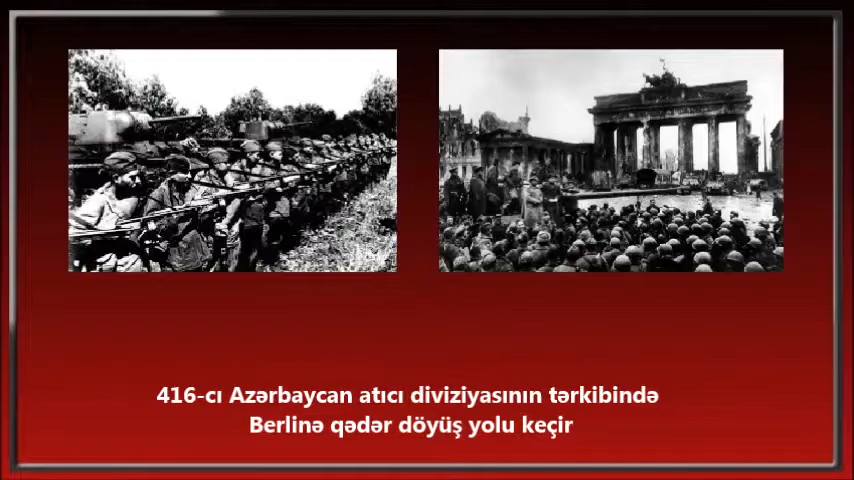 416-cı Azərbaycan atıcı diviziyasının tərkibində
Berlinə qədər döyüş yolu keçir